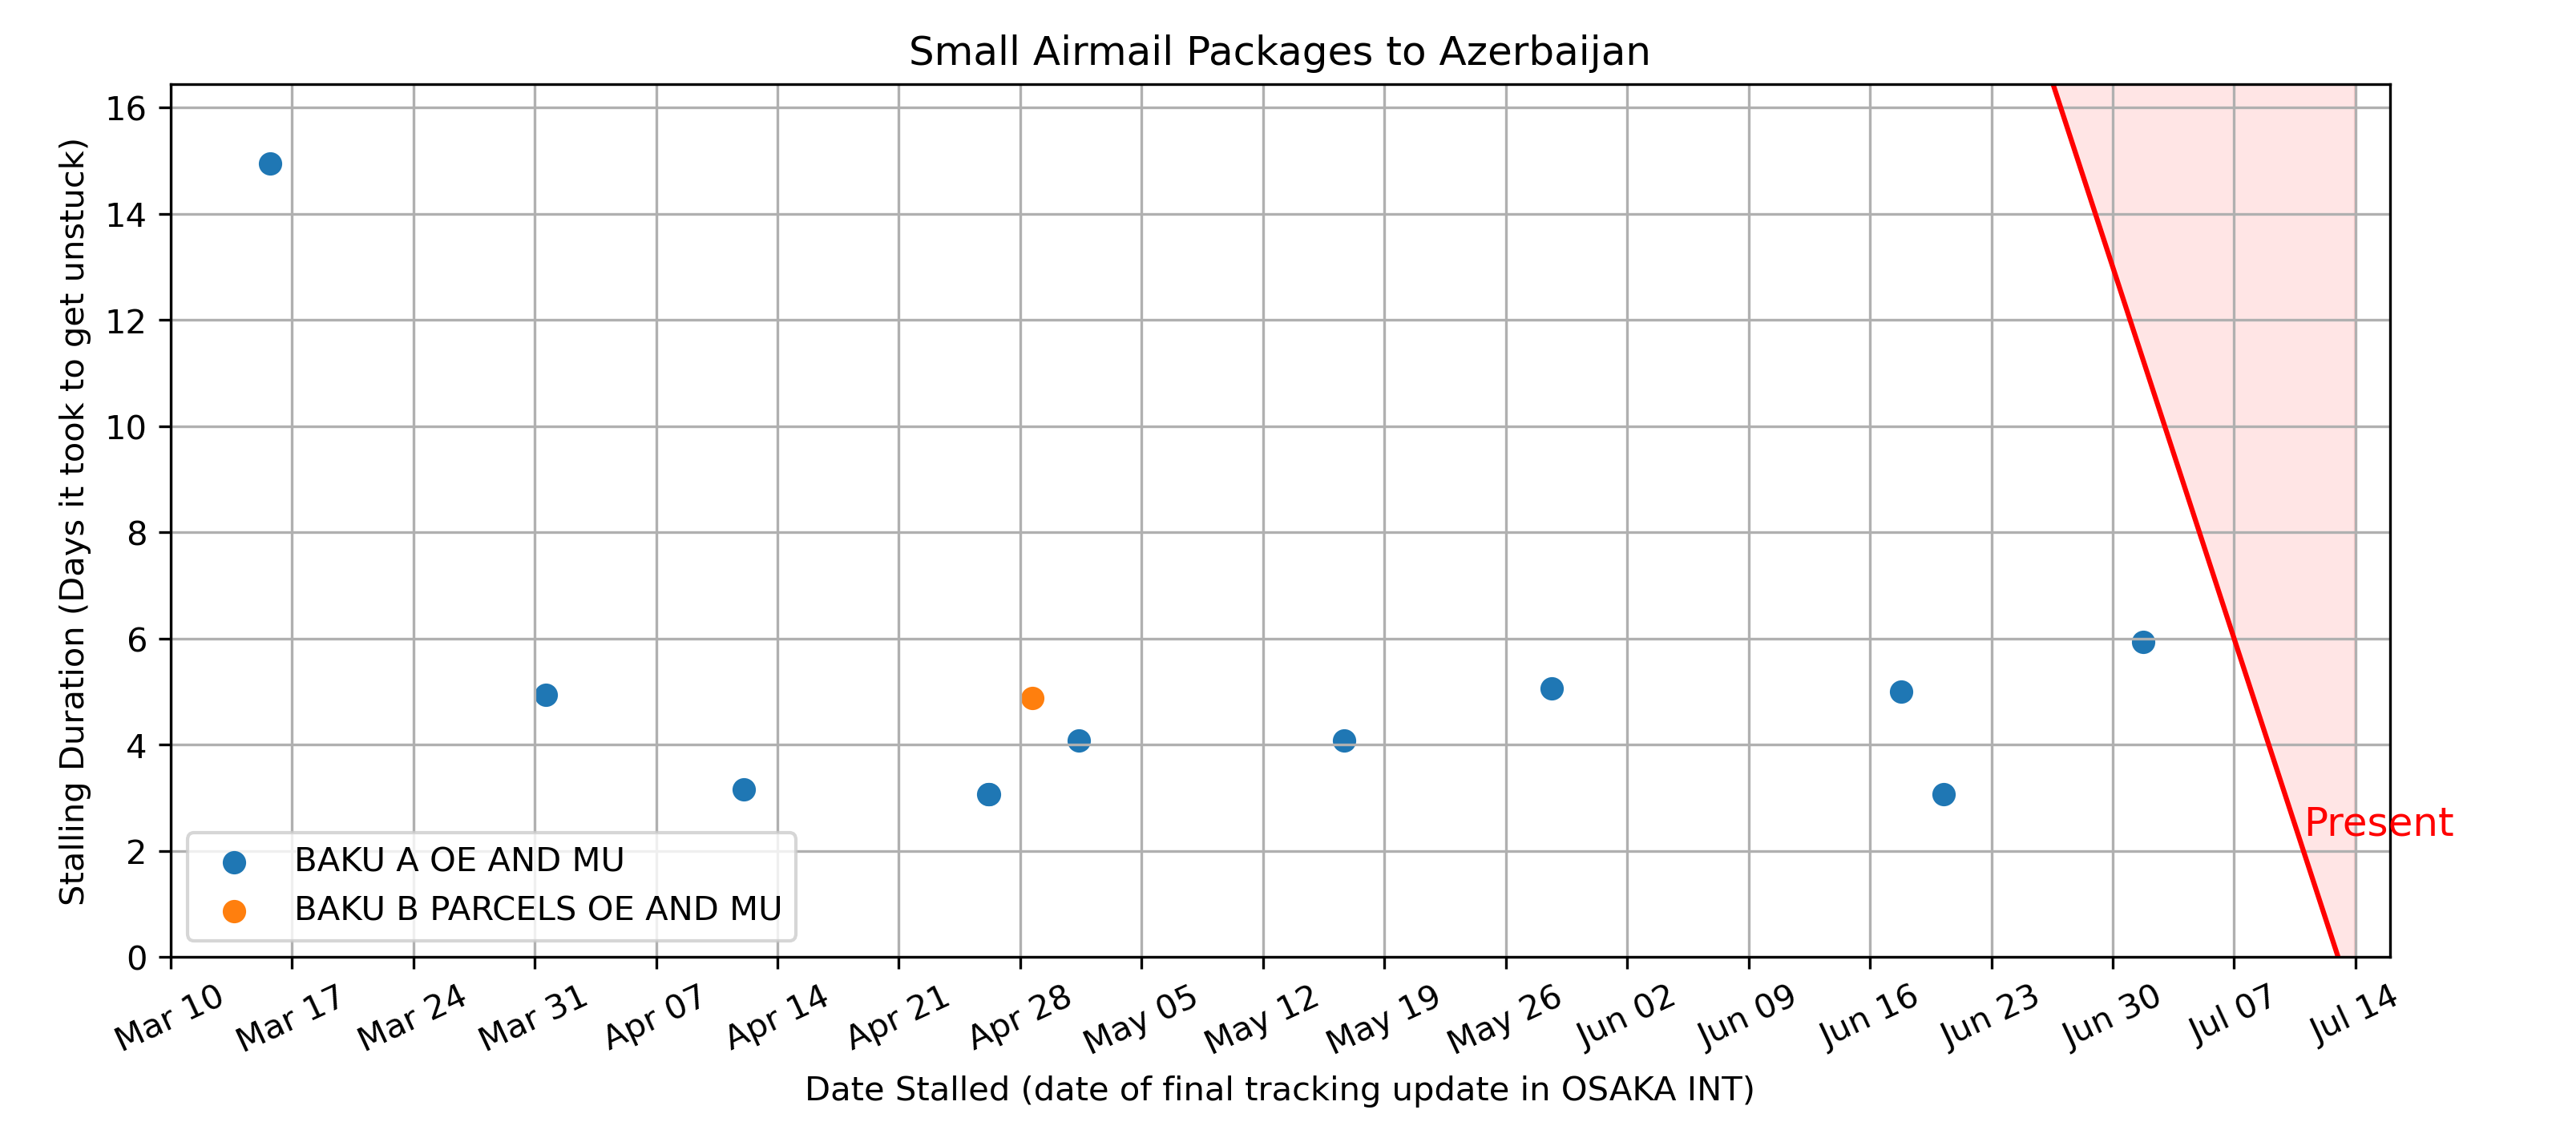 Small Airmail Packages to Azerbaijan
Stalling Duration (Days it took to get unstuck)
16
14
12
10
8
6
4
2
0
Present
BAKU A OE AND MU
BAKU B PARCELS OE AND MU
Mar 10
Mar 17
Mar 24
Mar 31
Apr 07
Apr 14
Apr 21
Apr 28
May 05
May 12
May 19
May 26
Jun 02
Jun 09
Jun 16
Jun 23
Jun 30
Jul 07
Jul 14
Date Stalled (date of final tracking update in OSAKA INT)